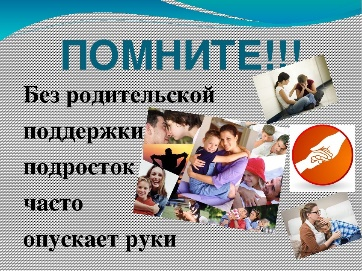 ПОМНИТЕ!!!
Без родительской
поддержки
подросток
часто
опускает руки